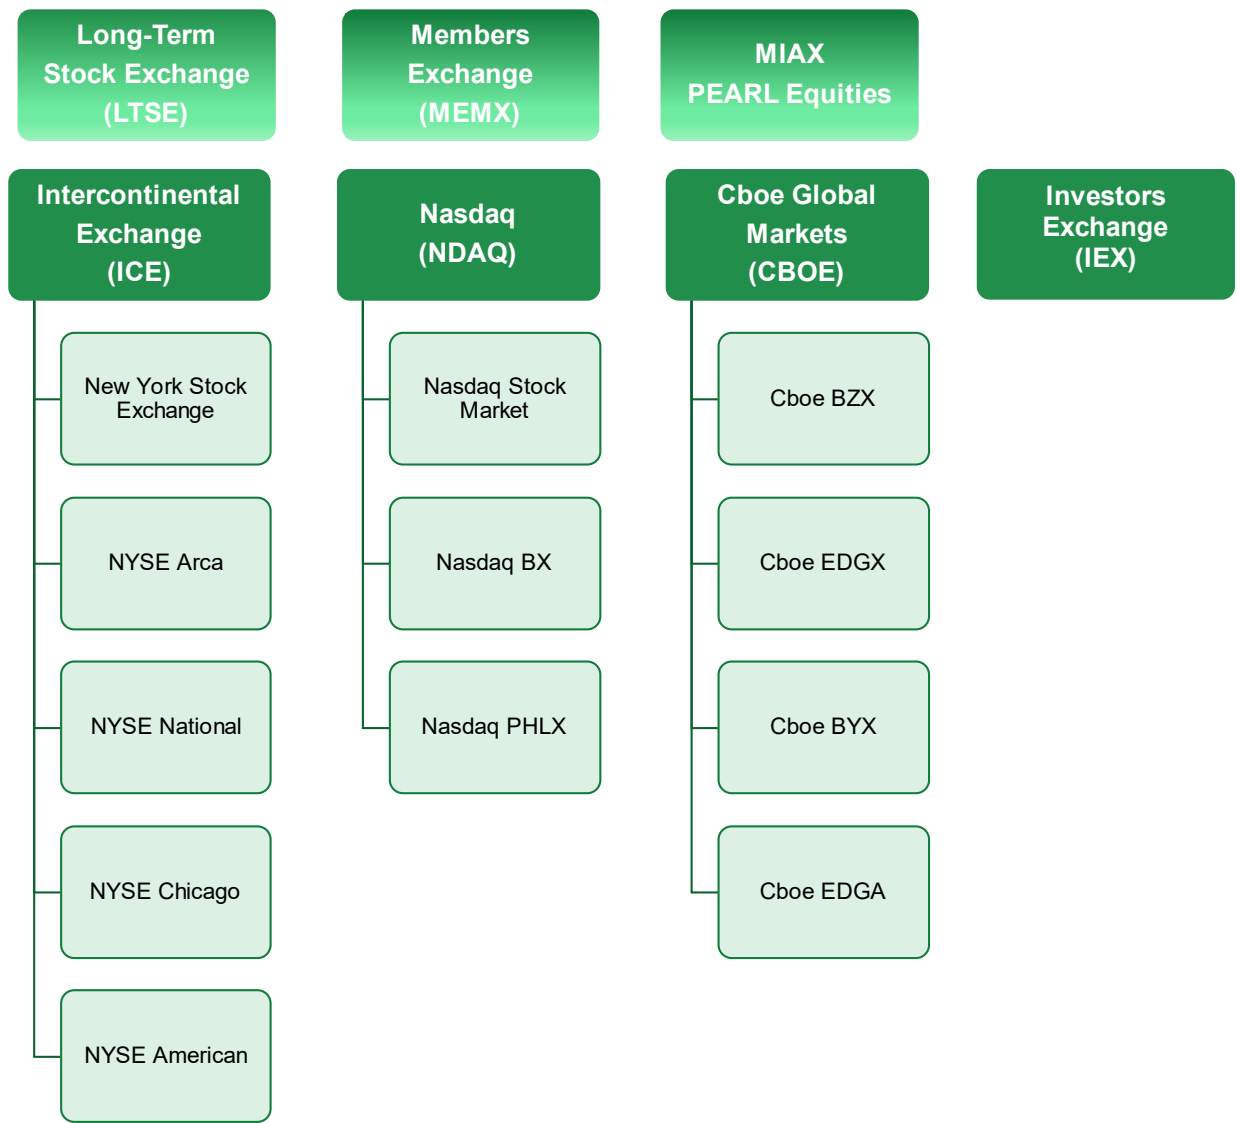 Long-Term
Stock Exchange
(LTSE)
Members
Exchange
(MEMX)
MIAX
PEARL Equities
Intercontinental
Exchange
(ICE)
Nasdaq
(NDAQ)
Cboe Global
Markets
(CBOE)
Investors
Exchange
(IEX)
New York Stock
Exchange
NYSE Arca
NYSE National
NYSE Chicago
NYSE American
Nasdaq Stock
Market
Nasdaq BX
Nasdaq PHLX
Cboe BZX
Cboe EDGX
Cboe BYX
Cboe EDGA